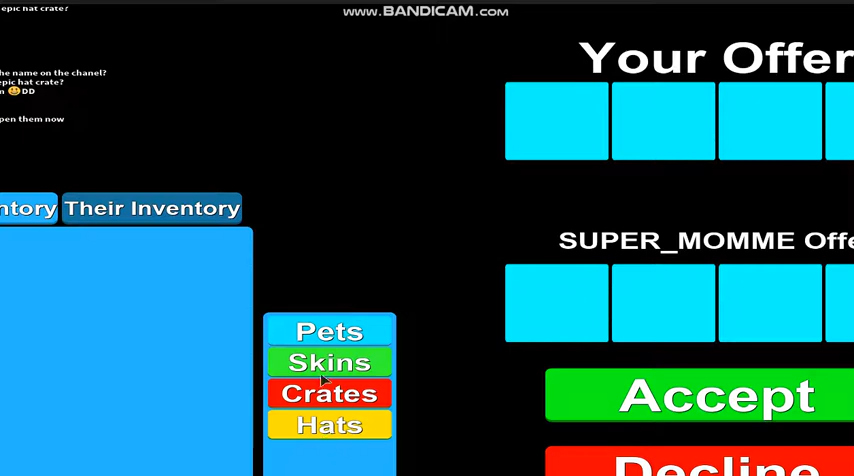 epic hat crate?
www.BANDICAM.com
he name on the chanel?
epic hat crate?
n 😃DD
pen them now
Your Offer
ntory
Their Inventory
SUPER_MOMME Offe
Pets
Skins
Crates
Hats
Accept
Decline